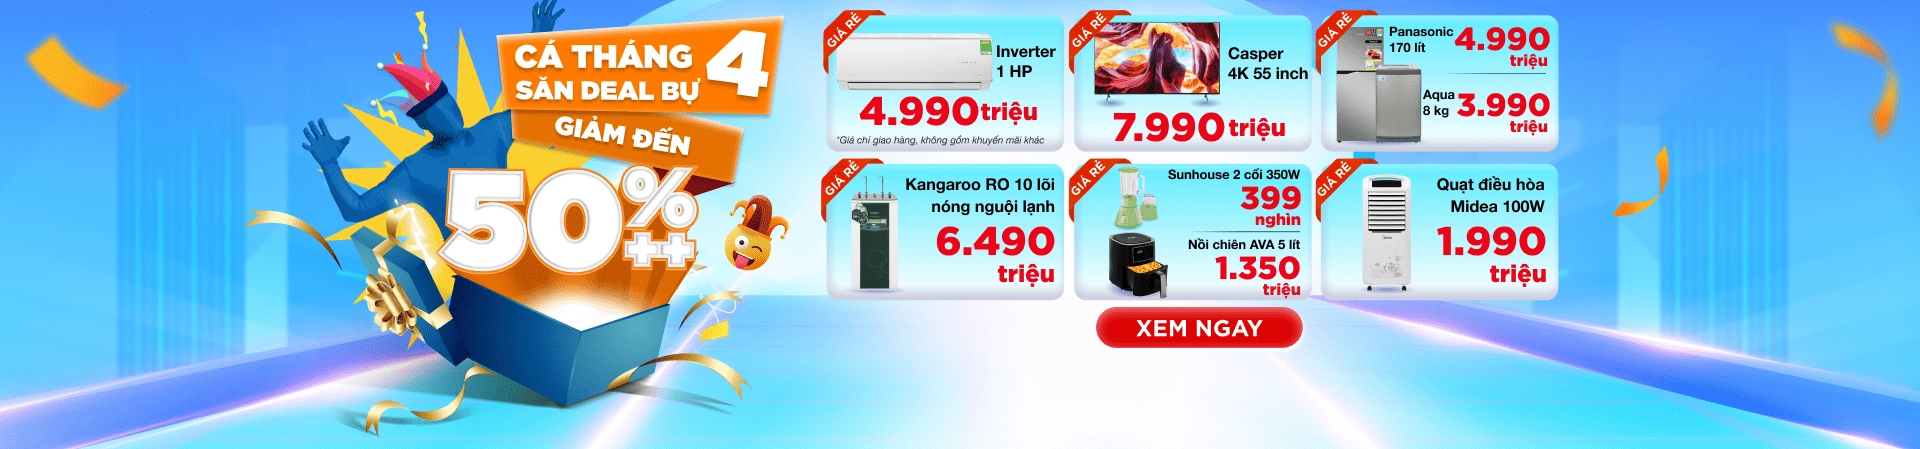 CÁ THÁNG 4
SĂN DEAL BỰ
GIẢM ĐẾN
50%++
GIÁ RẺ
Inverter
1 HP
4.990 triệu
*Giá chỉ giao hàng, không gồm khuyến mãi khác
GIÁ RẺ
Casper
4K 55 inch
7.990 triệu
GIÁ RẺ
Panasonic
170 lít
4.990
triệu
Aqua
8 kg
3.990
triệu
GIÁ RẺ
Kangaroo RO 10 lõi
nóng nguội lạnh
6.490
triệu
GIÁ RẺ
Sunhouse 2 cối 350W
399
nghìn
Nồi chiên AVA 5 lít
1.350
triệu
GIÁ RẺ
Quạt điều hòa
Midea 100W
1.990
triệu
XEM NGAY